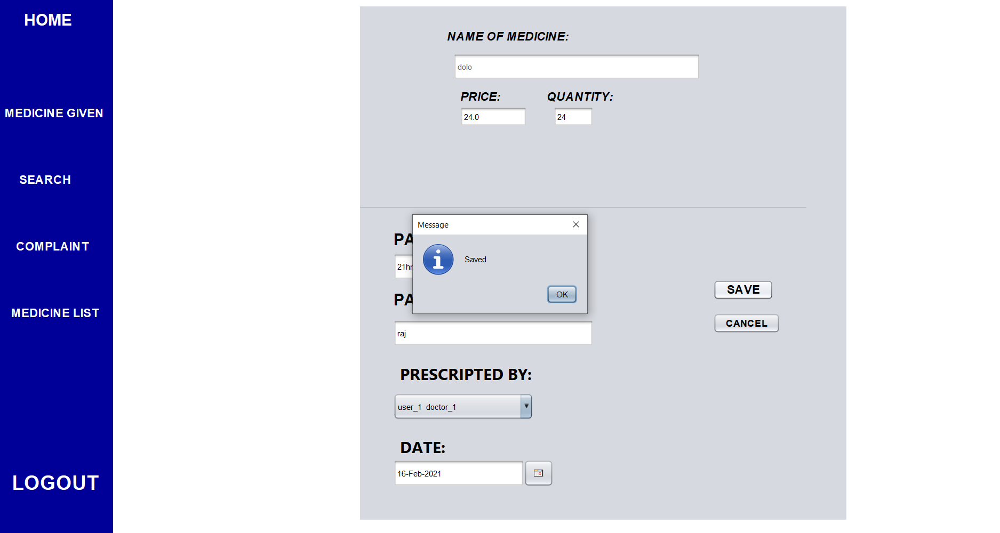 HOME
MEDICINE GIVEN
SEARCH
COMPLAINT
MEDICINE LIST
LOGOUT
NAME OF MEDICINE:
dolo
PRICE: QUANTITY:
24.0 24
Message
Saved
OK
PA
21hr
PA
raj
SAVE
CANCEL
PRESCRIPTED BY:
user_1 doctor_1
DATE:
16-Feb-2021